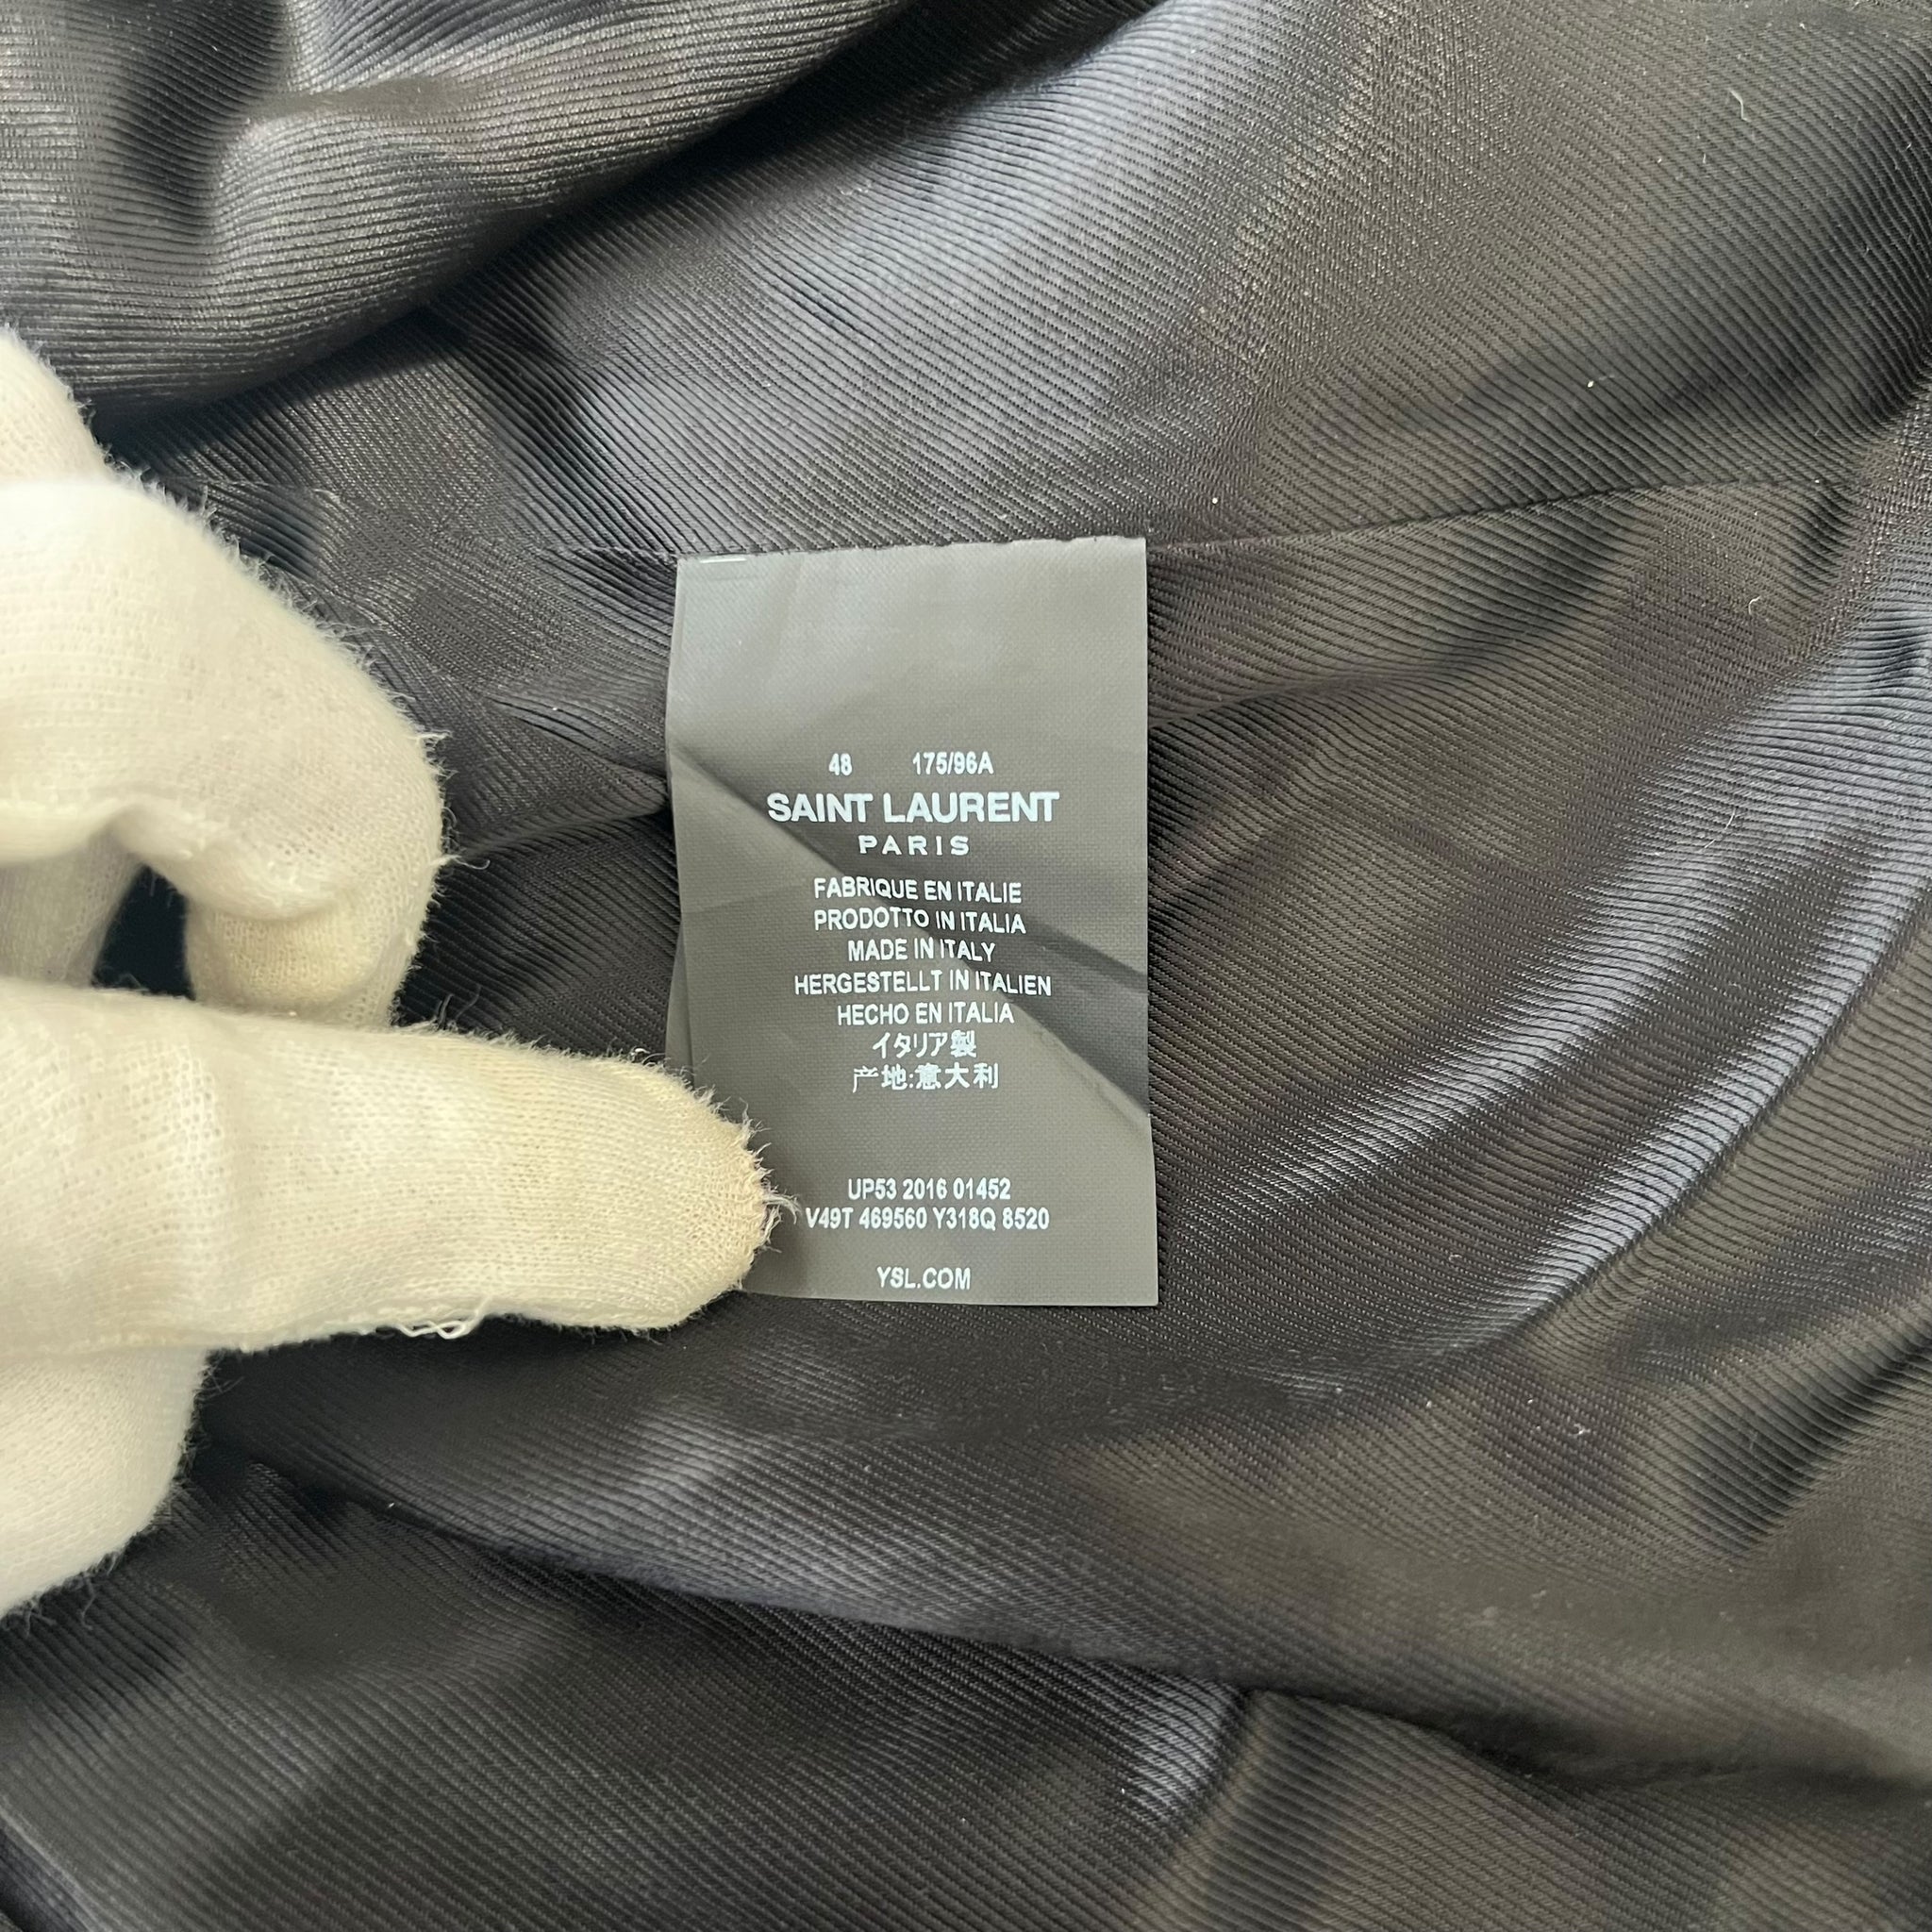 48 175/96A
SAINT LAURENT
PARIS
FABRIQUE EN ITALIE
PRODOTTO IN ITALIA
MADE IN ITALY
HERGESTELLT IN ITALIEN
HECHO EN ITALIA
イタリア製
产地:意大利
UP53 2016 01452
V49T 469560 Y318Q 8520
YSL.COM